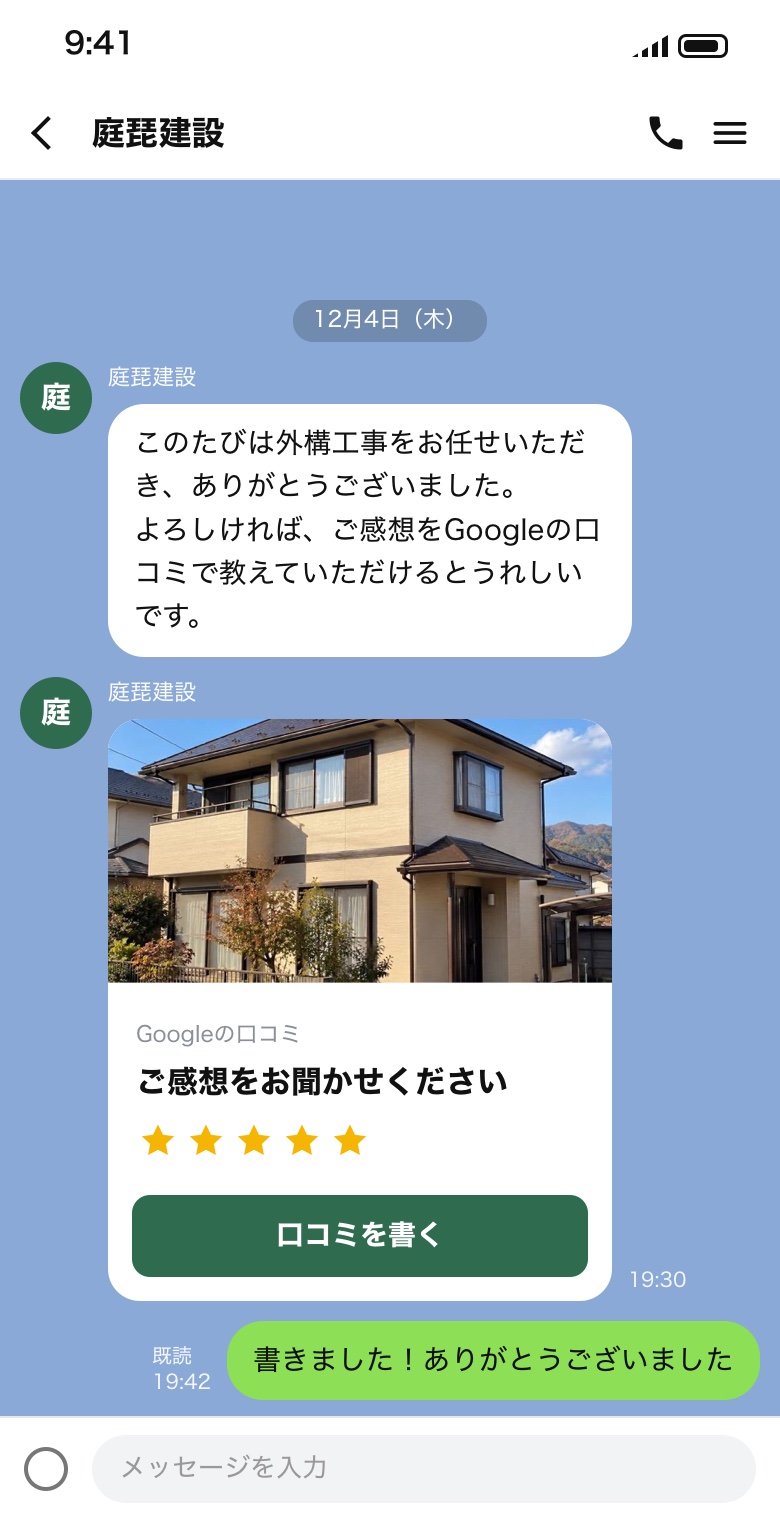 9:41
庭琵建設
12月4日（木）
庭琵建設
庭
このたびは外構工事をお任せいただ
き、ありがとうございました。
よろしければ、ご感想をGoogleの口
コミで教えていただけるとうれしい
です。
庭琵建設
庭
Googleの口コミ
ご感想をお聞かせください
口コミを書く
19:30
既読
19:42
書きました！ありがとうございました
メッセージを入力